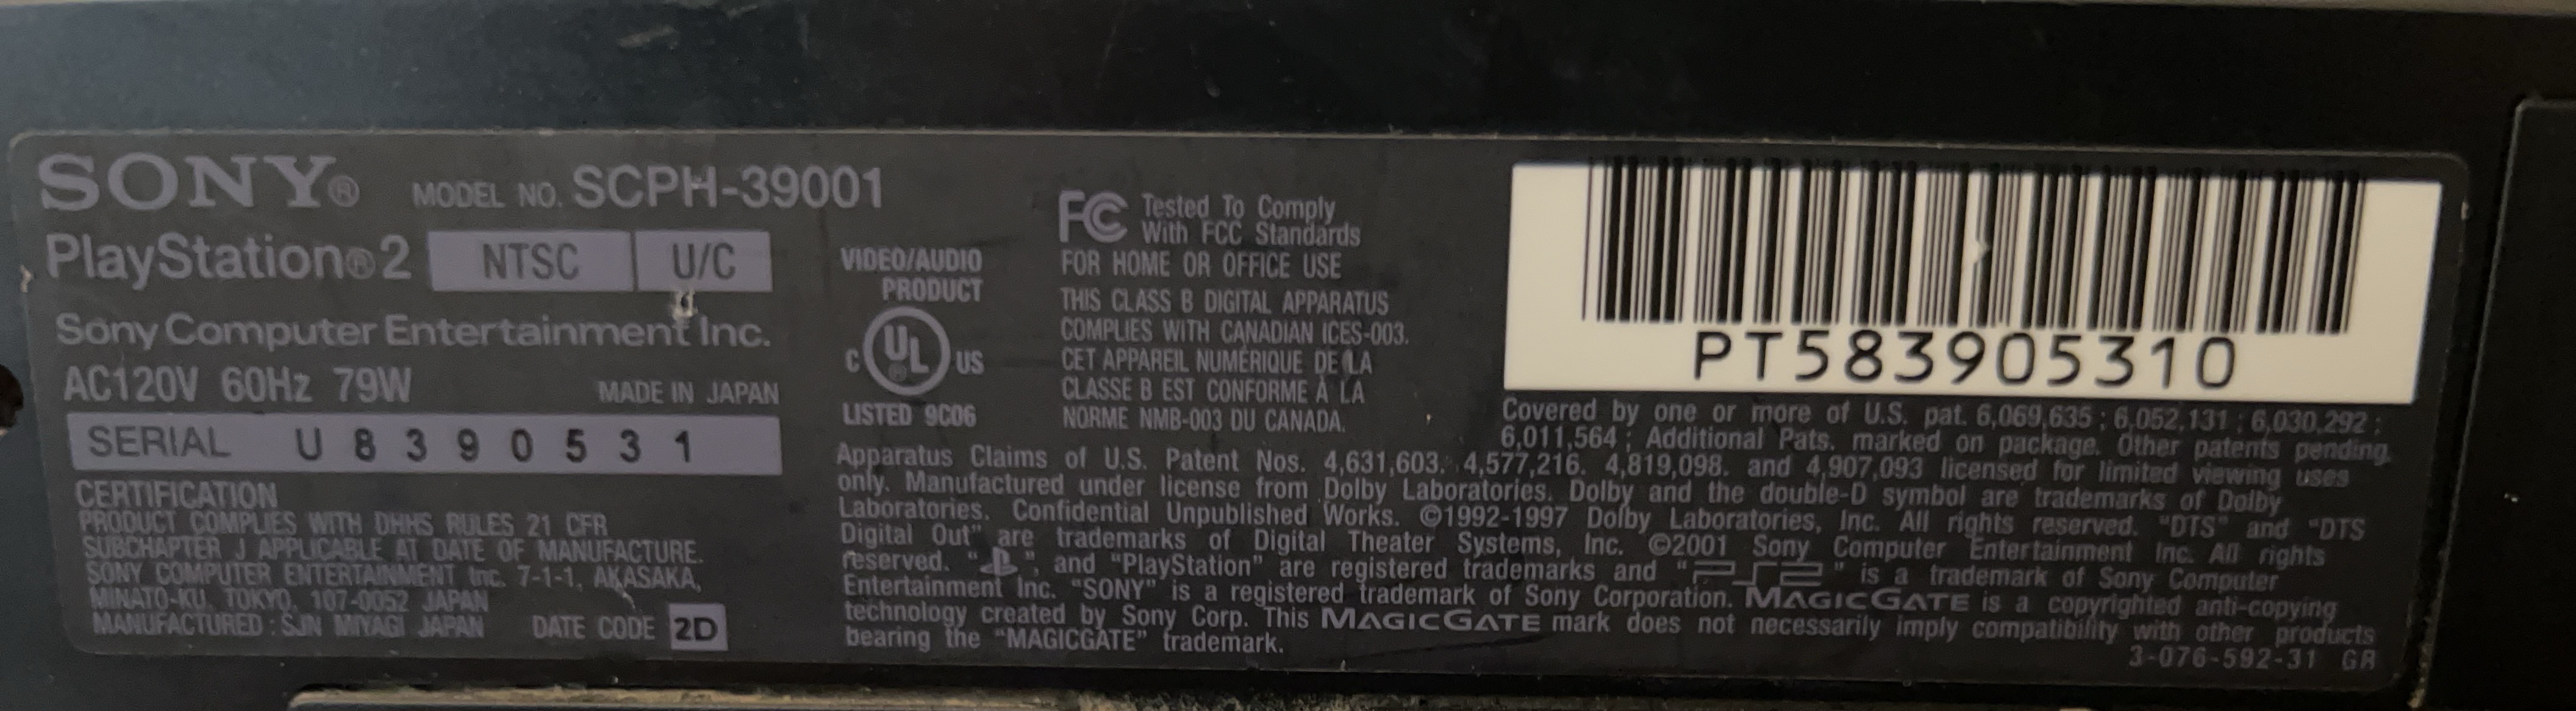 SONY® MODEL NO. SCPH-39001
PlayStation®2 NTSC U/C
Sony Computer Entertainment Inc.
AC120V 60Hz 79W MADE IN JAPAN
SERIAL U8390531
CERTIFICATION
PRODUCT COMPLIES WITH DHHS RULES 21 CFR
SUBCHAPTER J APPLICABLE AT DATE OF MANUFACTURE.
SONY COMPUTER ENTERTAINMENT Inc. 7-1-1, AKASAKA,
MINATO-KU, TOKYO, 107-0052 JAPAN
MANUFACTURED : SJN MIYAGI JAPAN DATE CODE 2D
VIDEO/AUDIO
PRODUCT
C UL® US
LISTED 9C06
FC Tested To Comply
With FCC Standards
FOR HOME OR OFFICE USE
THIS CLASS B DIGITAL APPARATUS
COMPLIES WITH CANADIAN ICES-003.
CET APPAREIL NUMÉRIQUE DE LA
CLASSE B EST CONFORME À LA
NORME NMB-003 DU CANADA.
PT583905310
Covered by one or more of U.S. pat. 6,069,635 ; 6,052,131 ; 6,030,292 ;
6,011,564 ; Additional Pats. marked on package. Other patents pending.
Apparatus Claims of U.S. Patent Nos. 4,631,603. 4,577,216. 4,819,098. and 4,907,093 licensed for limited viewing uses
only. Manufactured under license from Dolby Laboratories. Dolby and the double-D symbol are trademarks of Dolby
Laboratories. Confidential Unpublished Works. ©1992-1997 Dolby Laboratories, Inc. All rights reserved. "DTS" and "DTS
Digital Out" are trademarks of Digital Theater Systems, Inc. ©2001 Sony Computer Entertainment Inc. All rights
reserved. " ", and "PlayStation" are registered trademarks and "PS2" is a trademark of Sony Computer
Entertainment Inc. "SONY" is a registered trademark of Sony Corporation. MAGICGATE is a copyrighted anti-copying
technology created by Sony Corp. This MAGICGATE mark does not necessarily imply compatibility with other products
bearing the "MAGICGATE" trademark.
3-076-592-31 GR